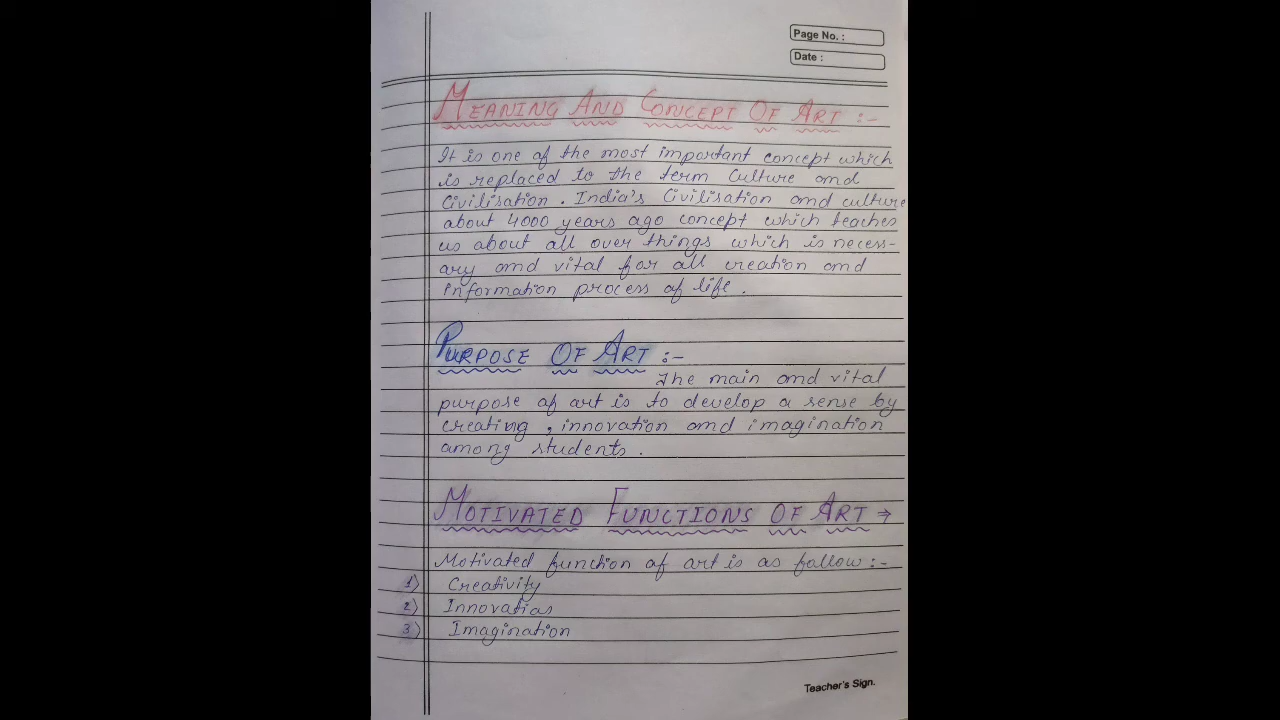 Page No. :
Date :
MEANING AND CONCEPT OF ART :-
It is one of the most important concept which
is replaced to the term Culture and
Civilisation. India's Civilisation and culture
about 4000 years ago concept which teaches
us about all over things which is necess-
ary and vital for all creation and
information process of life.
PURPOSE OF ART :-
The main and vital
purpose of art is to develop a sense by
creating, innovation and imagination
among students.
MOTIVATED FUNCTIONS OF ART →
Motivated function of art is as follow :-
1) Creativity
2) Innovatias
3) Imagination
Teacher's Sign.